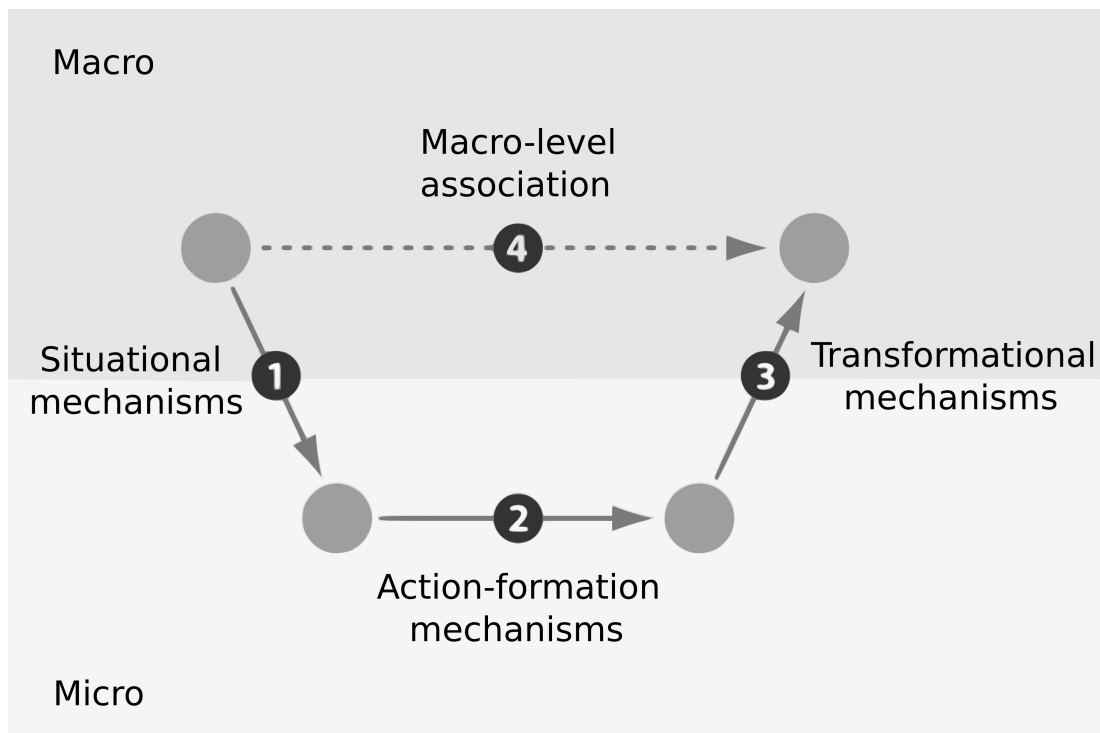 Macro
Macro-level
association
4
Situational
mechanisms
1
3
Transformational
mechanisms
2
Action-formation
mechanisms
Micro